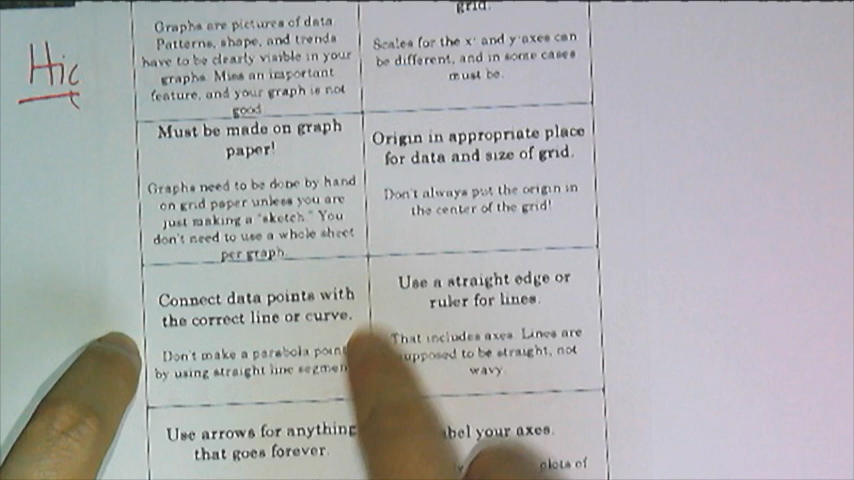 Hic
Graphs are pictures of data.
Patterns, shape, and trends
have to be clearly visible in your
graphs. Miss an important
feature, and your graph is not
good.
grid.
Scales for the x- and y-axes can
be different, and in some cases
must be.
Must be made on graph
paper!
Graphs need to be done by hand
on grid paper unless you are
just making a "sketch." You
don't need to use a whole sheet
per graph.
Origin in appropriate place
for data and size of grid.
Don't always put the origin in
the center of the grid!
Connect data points with
the correct line or curve.
Don't make a parabola
by using straight line
Use a straight edge or
ruler for lines.
That includes axes. Lines are
to be straight, not
wavy.
Use arrows for anything
that goes forever.
your axes.
plots of